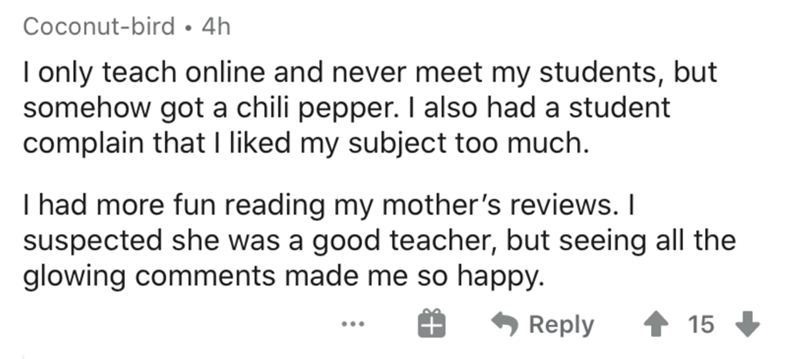 Coconut-bird • 4h
I only teach online and never meet my students, but
somehow got a chili pepper. I also had a student
complain that I liked my subject too much.
I had more fun reading my mother's reviews. I
suspected she was a good teacher, but seeing all the
glowing comments made me so happy.
... Reply 15